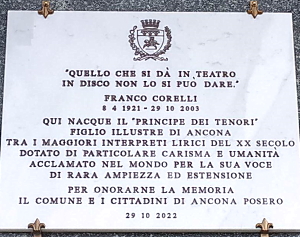 "QUELLO CHE SI DÀ IN TEATRO
IN DISCO NON LO SI PUÒ DARE."
FRANCO CORELLI
8 4 1921 - 29 10 2003
QUI NACQUE IL "PRINCIPE DEI TENORI"
FIGLIO ILLUSTRE DI ANCONA
TRA I MAGGIORI INTERPRETI LIRICI DEL XX SECOLO
DOTATO DI PARTICOLARE CARISMA E UMANITÀ
ACCLAMATO NEL MONDO PER LA SUA VOCE
DI RARA AMPIEZZA ED ESTENSIONE
PER ONORARNE LA MEMORIA
IL COMUNE E I CITTADINI DI ANCONA POSERO
29 10 2022